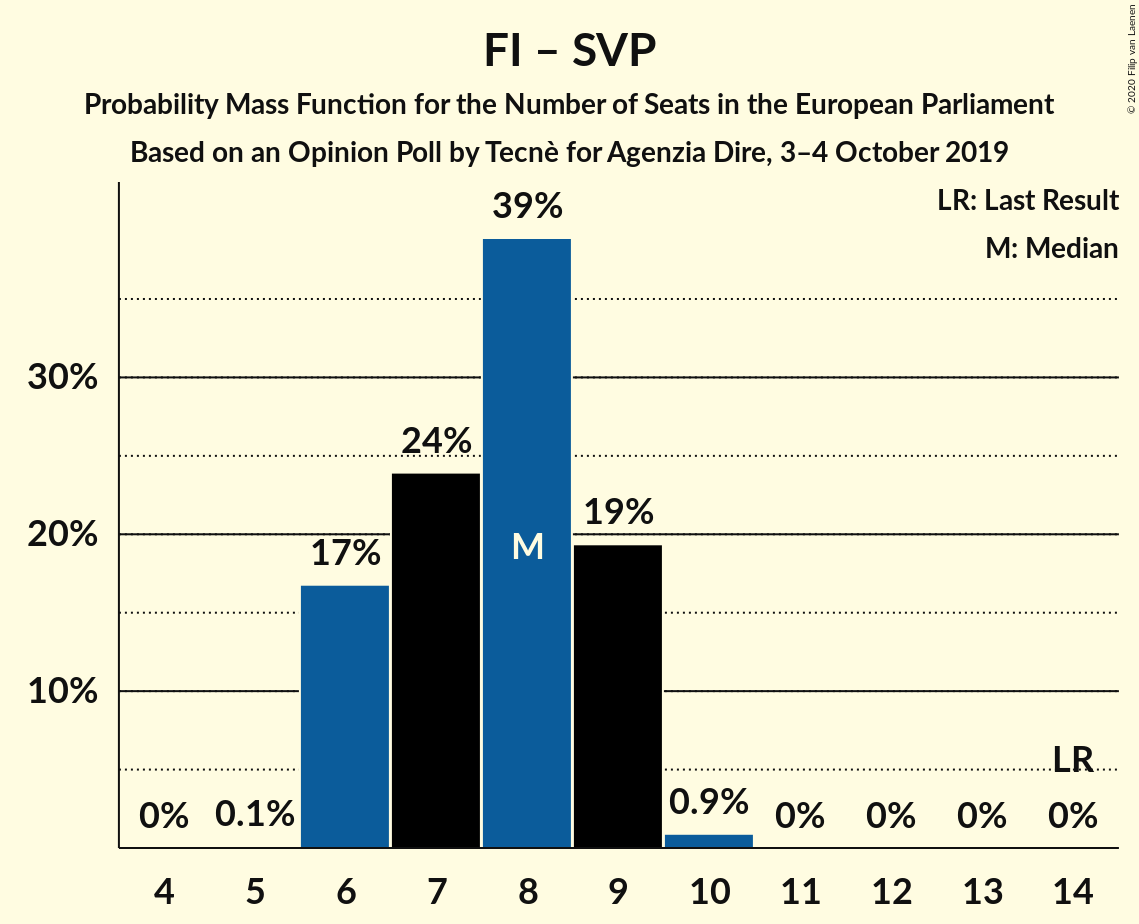 FI – SVP
Probability Mass Function for the Number of Seats in the European Parliament
Based on an Opinion Poll by Tecnè for Agenzia Dire, 3–4 October 2019
© 2020 Filip van Laenen
LR: Last Result
M: Median
39%
30%
24%
20%
19%
17%
M
10%
LR
0% 0.1% 0.9% 0% 0% 0% 0%
4 5 6 7 8 9 10 11 12 13 14